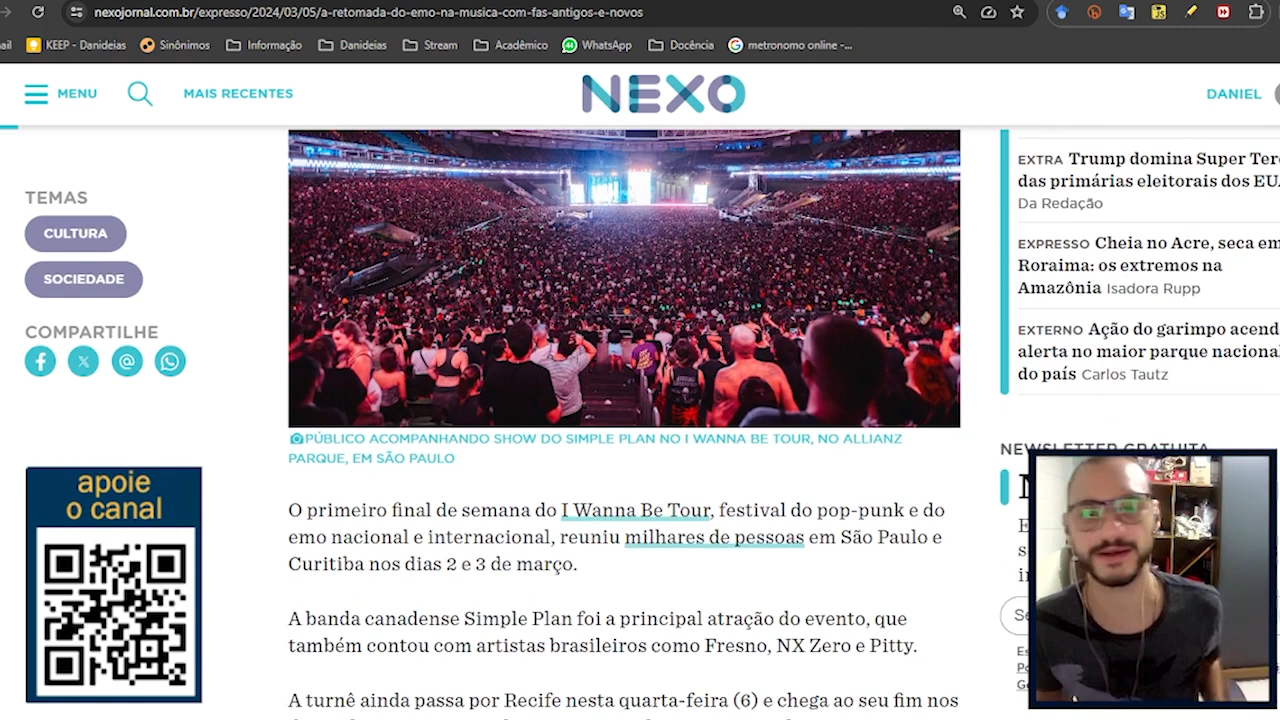 nexojornal.com.br/expresso/2024/03/05/a-retomada-do-emo-na-musica-com-fas-antigos-e-novos
ail
KEEP - Danideias
Sinônimos
Informação
Danideias
Stream
Acadêmico
WhatsApp
Docência
metronomo online -...
MENU
MAIS RECENTES
NEXO
DANIEL
TEMAS
CULTURA
SOCIEDADE
COMPARTILHE
apoie
o canal
PÚBLICO ACOMPANHANDO SHOW DO SIMPLE PLAN NO I WANNA BE TOUR, NO ALLIANZ
PARQUE, EM SÃO PAULO
O primeiro final de semana do I Wanna Be Tour, festival do pop-punk e do
emo nacional e internacional, reuniu milhares de pessoas em São Paulo e
Curitiba nos dias 2 e 3 de março.
A banda canadense Simple Plan foi a principal atração do evento, que
também contou com artistas brasileiros como Fresno, NX Zero e Pitty.
A turnê ainda passa por Recife nesta quarta-feira (6) e chega ao seu fim nos
EXTRA Trump domina Super Terç
das primárias eleitorais dos EU
Da Redação
EXPRESSO Cheia no Acre, seca em
Roraima: os extremos na
Amazônia Isadora Rupp
EXTERNO Ação do garimpo acend
alerta no maior parque naciona
do país Carlos Tautz
NEWSLETTER GRATUITA